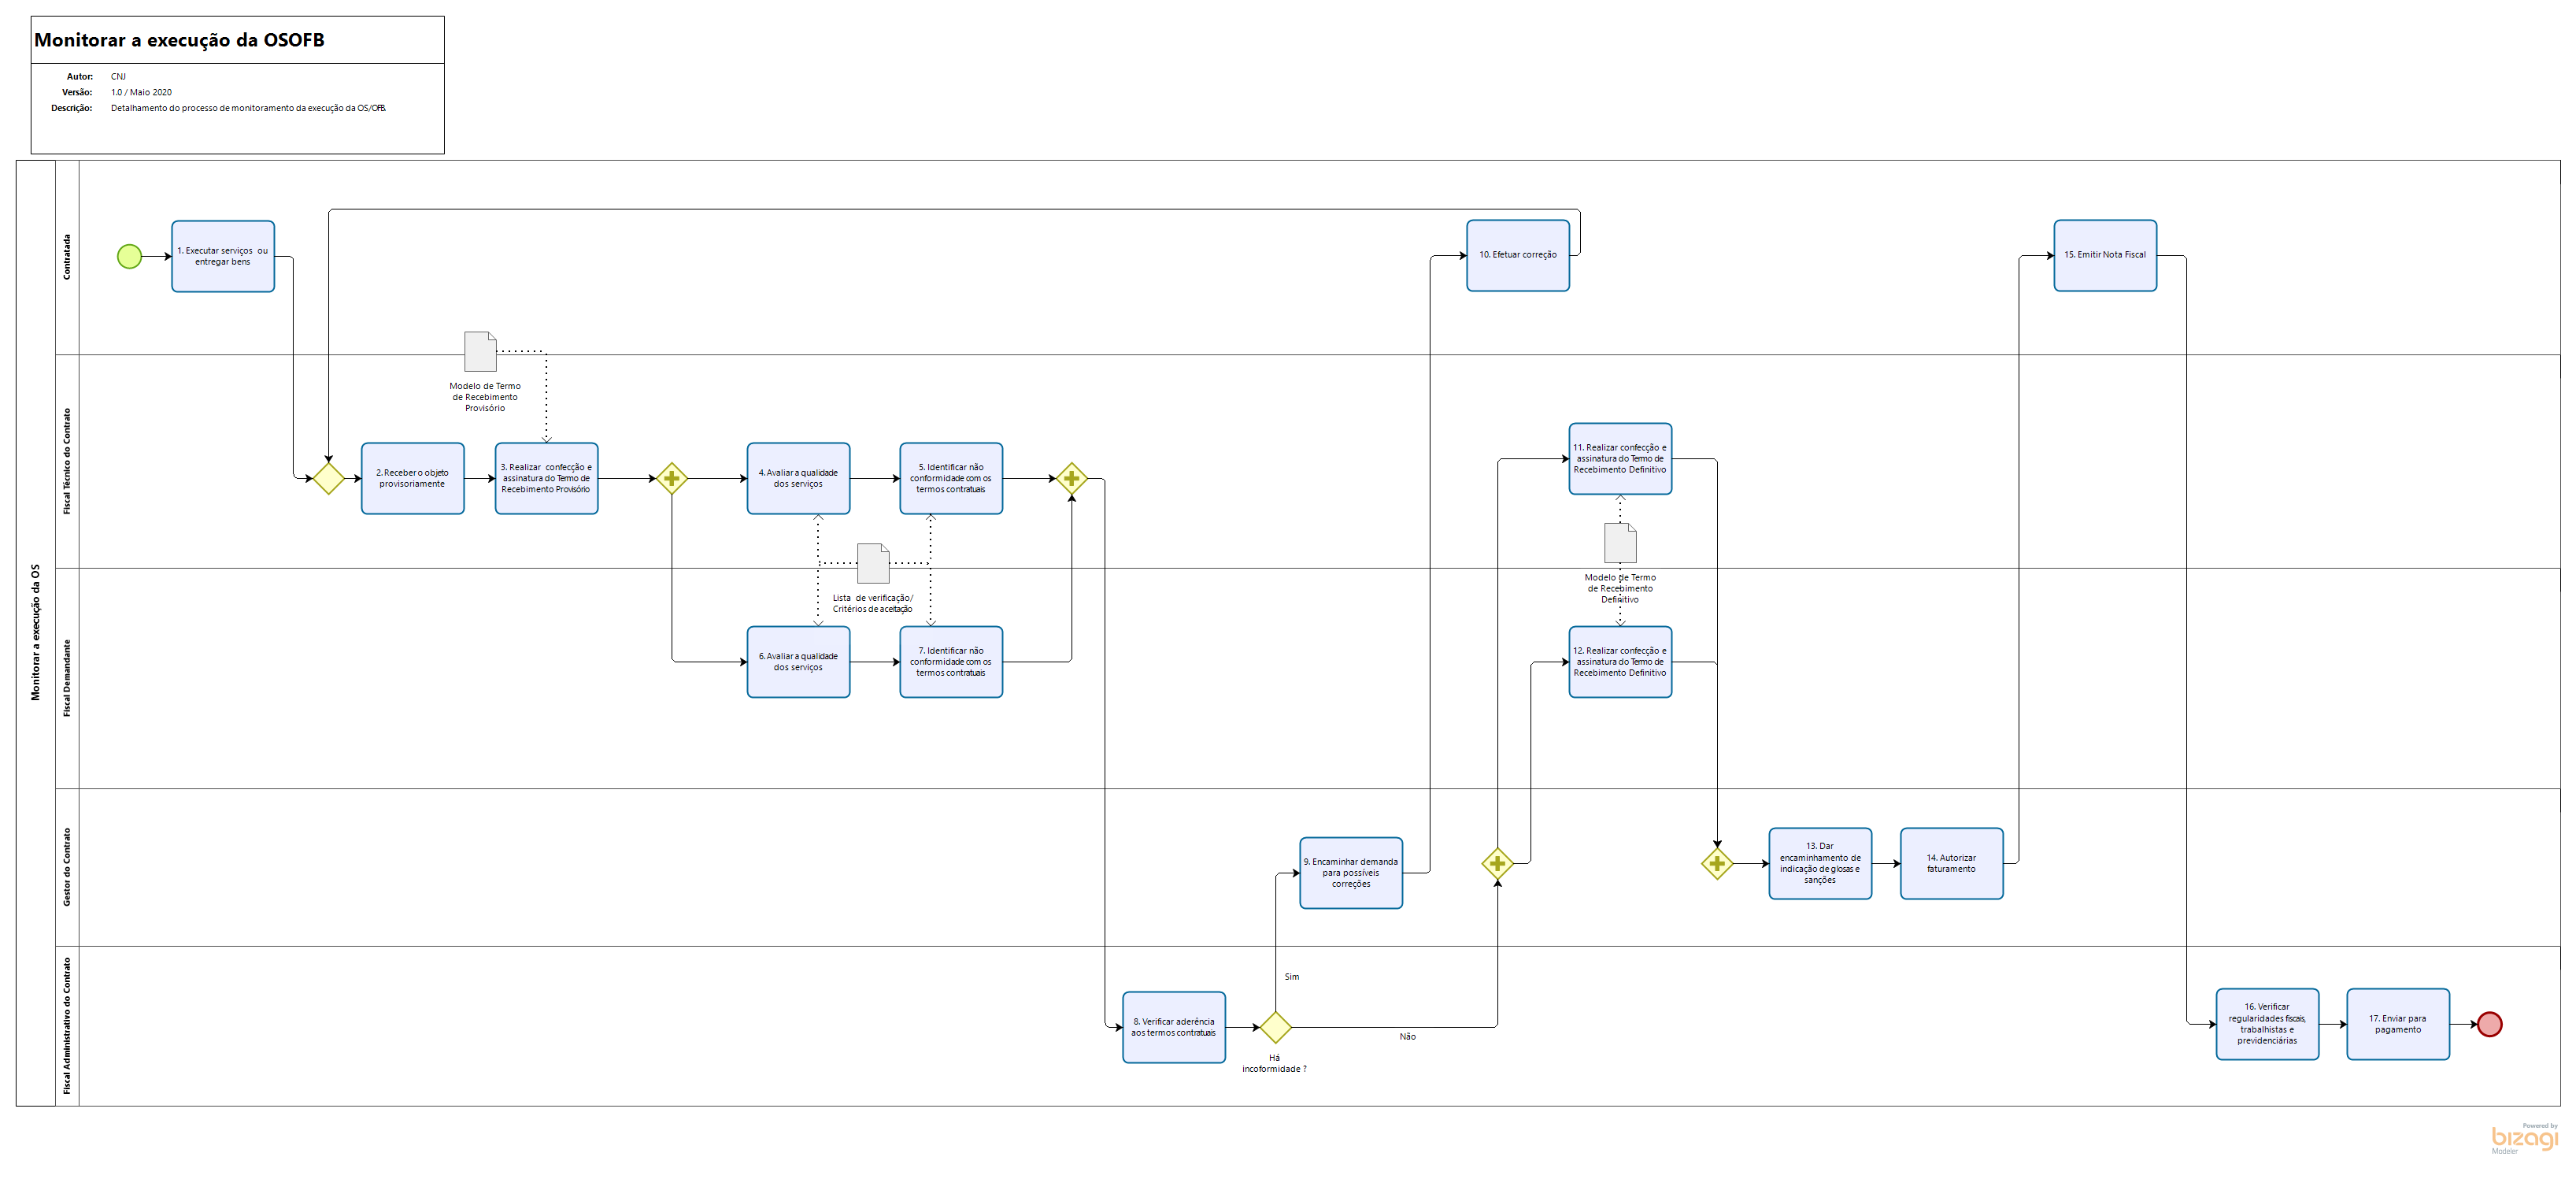 Monitorar a execução da OSOFB
Autor: CNJ
Versão: 1.0 / Maio 2020
Descrição: Detalhamento do processo de monitoramento da execução da OS/OFB.
Monitorar a execução da OS
Contratada
1. Executar serviços ou
entregar bens
10. Efetuar correção
15. Emitir Nota Fiscal
Fiscal Técnico do Contrato
Modelo de Termo
de Recebimento
Provisório
2. Receber o objeto
provisoriamente
3. Realizar confecção e
assinatura do Termo de
Recebimento Provisório
4. Avaliar a qualidade
dos serviços
5. Identificar não
conformidade com os
termos contratuais
11. Realizar confecção e
assinatura do Termo de
Recebimento Definitivo
Fiscal Demandante
Lista de verificação/
Critérios de aceitação
Modelo de Termo
de Recebimento
Definitivo
6. Avaliar a qualidade
dos serviços
7. Identificar não
conformidade com os
termos contratuais
12. Realizar confecção e
assinatura do Termo de
Recebimento Definitivo
Gestor do Contrato
9. Encaminhar demanda
para possíveis
correções
13. Dar
encaminhamento de
indicação de glosas e
sanções
14. Autorizar
faturamento
Fiscal Administrativo do Contrato
Sim
8. Verificar aderência
aos termos contratuais
Não
Há
incoformidade ?
16. Verificar
regularidades fiscais,
trabalhistas e
previdenciárias
17. Enviar para
pagamento
Powered by
bizagi
Modeler